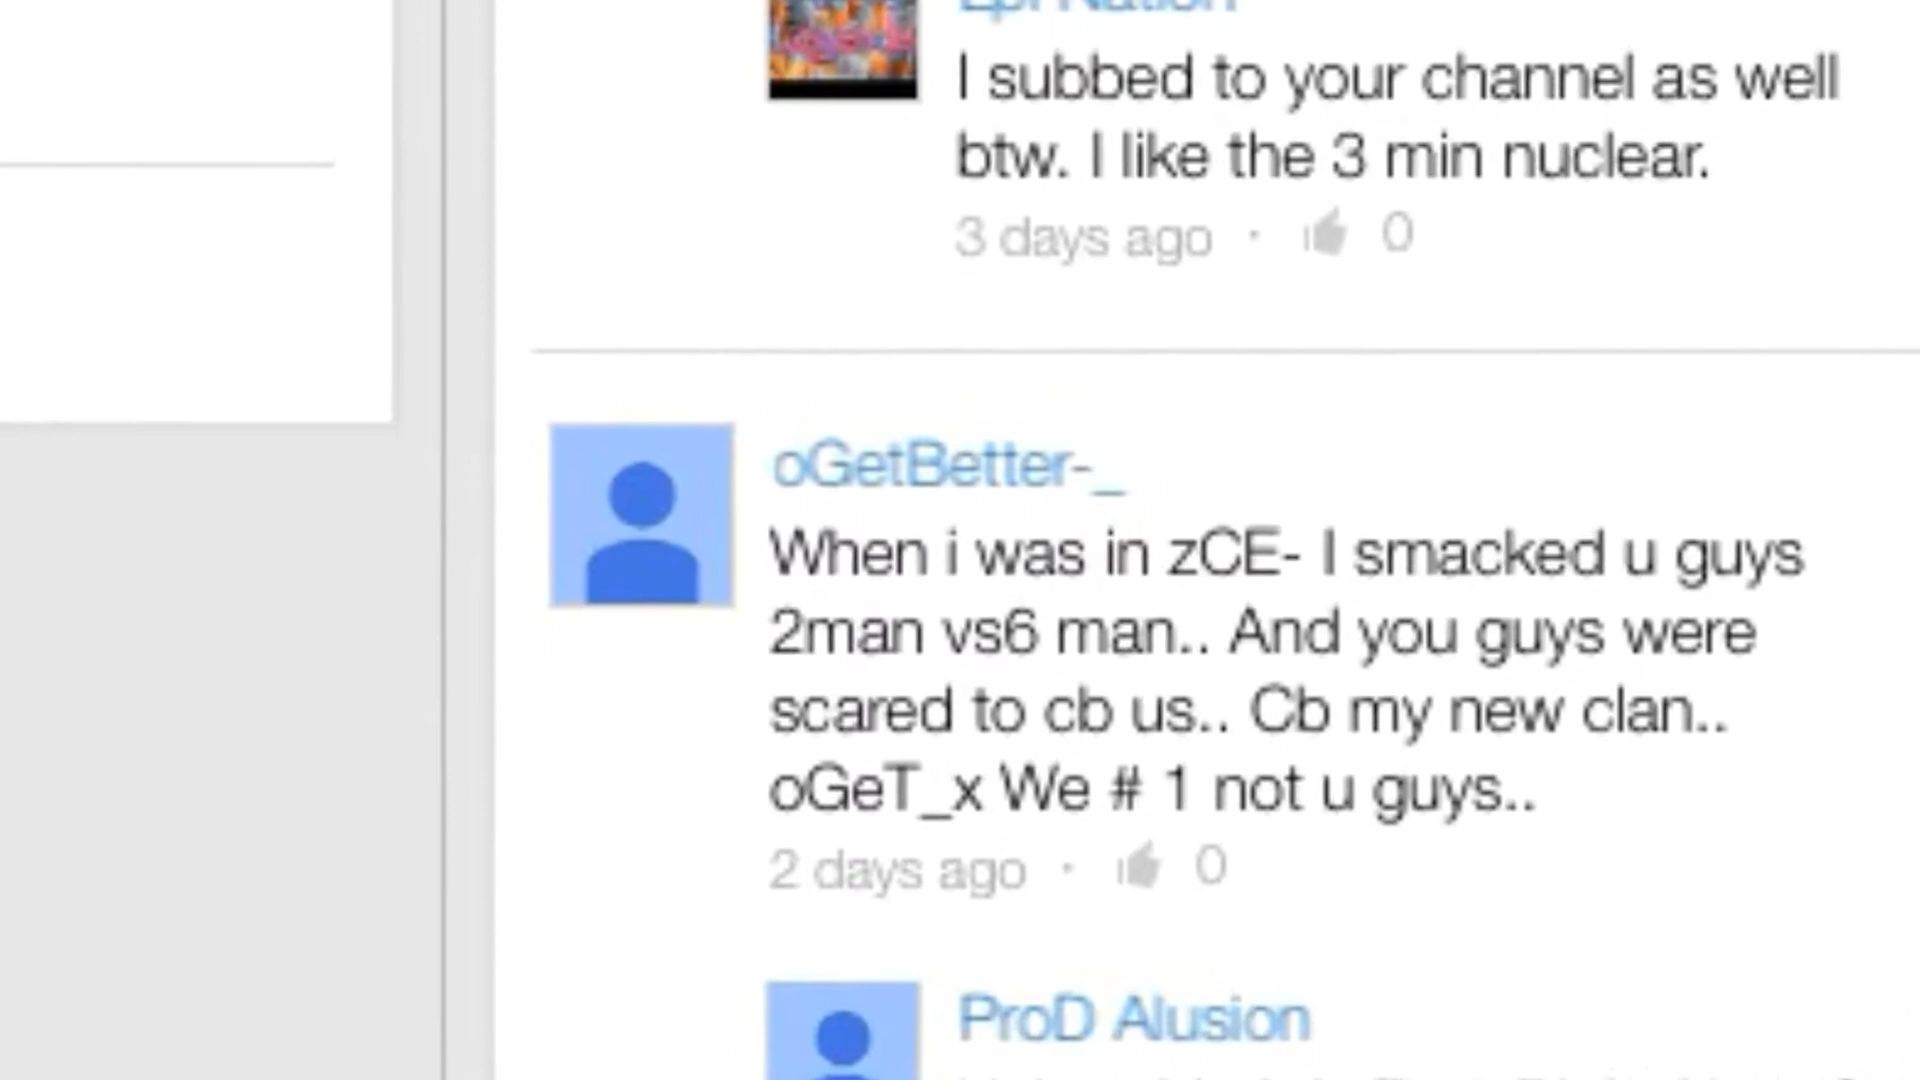 Epi Nation
I subbed to your channel as well
btw. I like the 3 min nuclear.
3 days ago · 0
oGetBetter-_
When i was in zCE- I smacked u guys
2man vs6 man.. And you guys were
scared to cb us.. Cb my new clan..
oGeT_x We # 1 not u guys..
2 days ago · 0
ProD Alusion